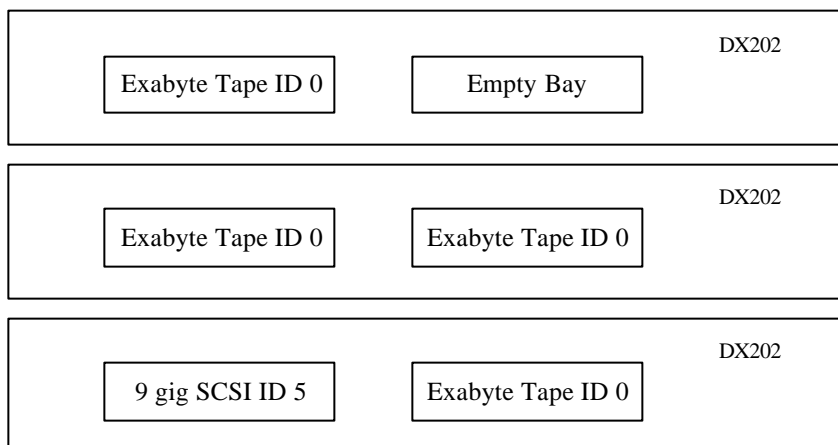 DX202
Exabyte Tape ID 0
Empty Bay
DX202
Exabyte Tape ID 0
Exabyte Tape ID 0
DX202
9 gig SCSI ID 5
Exabyte Tape ID 0